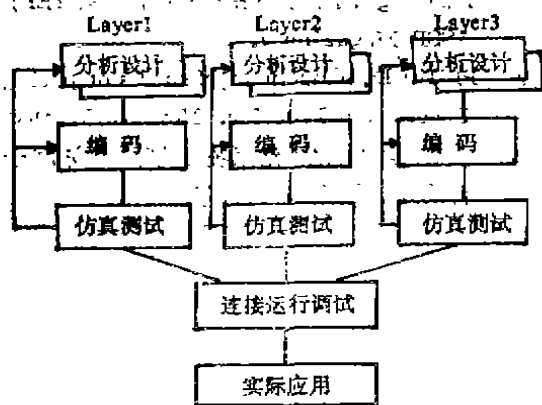 Layer1 Layer2 Layer3
分析设计 分析设计 分析设计
编码 编码 编码
仿真测试 仿真测试 仿真测试
连接运行调试
实际应用